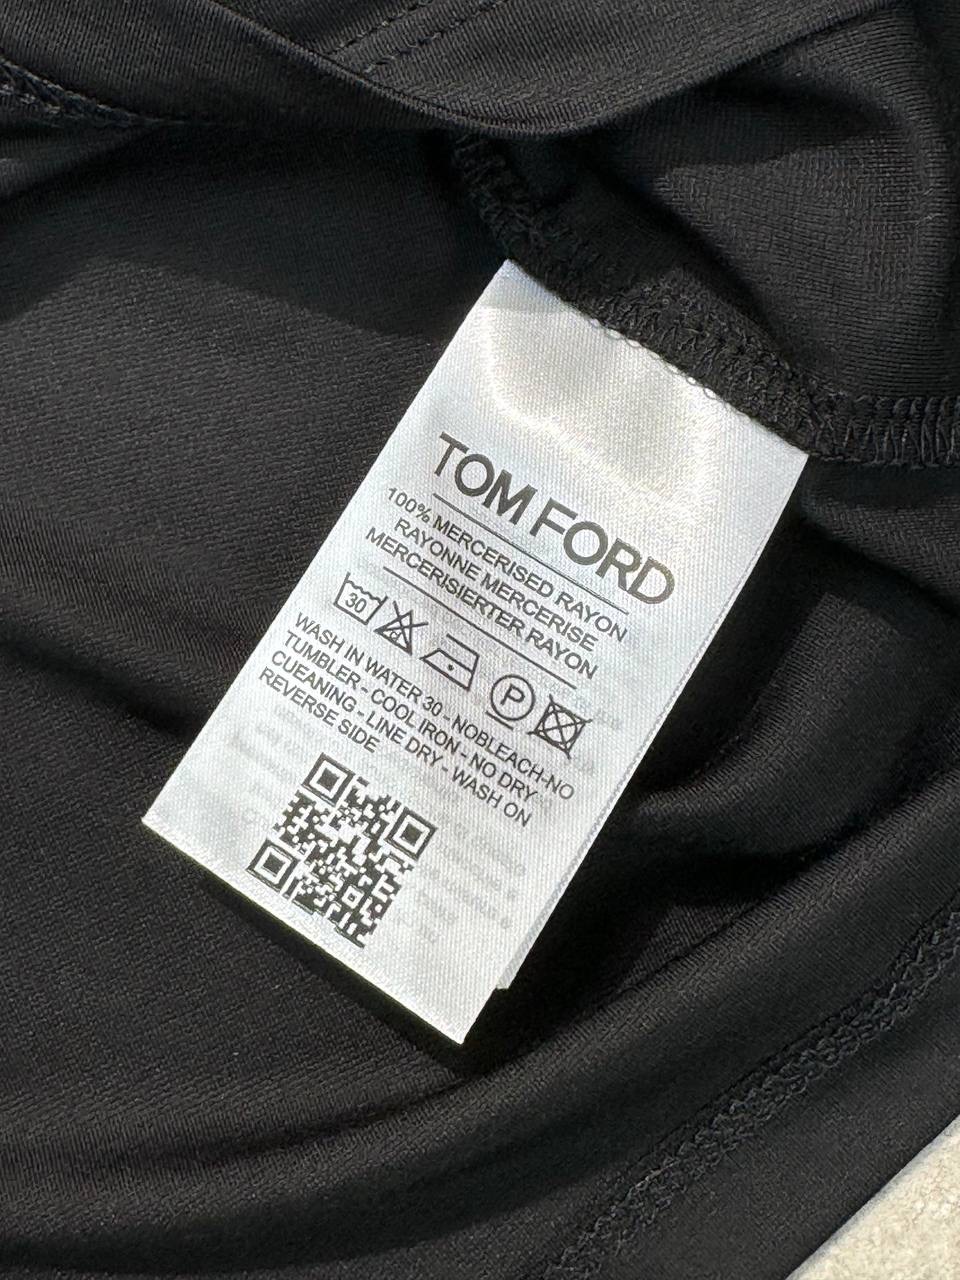 TOM FORD
100% MERCERISED RAYON
RAYONNE MERCERISE
MERCERISIERTER RAYON
30
P
WASH IN WATER 30 - NOBLEACH-NO
TUMBLER - COOL IRON - NO DRY
CUEANING - LINE DRY - WASH ON
REVERSE SIDE